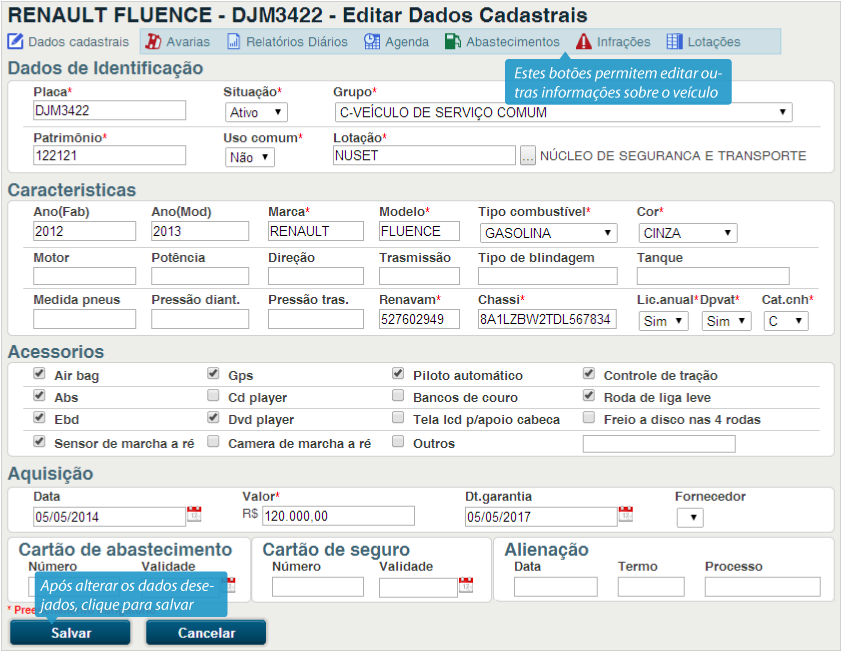 RENAULT FLUENCE - DJM3422 - Editar Dados Cadastrais
Dados cadastrais Avarias Relatórios Diários Agenda Abastecimentos Infrações Lotações
Estes botões permitem editar ou-
tras informações sobre o veículo
Dados de Identificação
Placa* Situação* Grupo*
DJM3422 Ativo C-VEÍCULO DE SERVIÇO COMUM
Patrimônio* Uso comum* Lotação*
122121 Não NUSET ... NÚCLEO DE SEGURANCA E TRANSPORTE
Caracteristicas
Ano(Fab) Ano(Mod) Marca* Modelo* Tipo combustível* Cor*
2012 2013 RENAULT FLUENCE GASOLINA CINZA
Motor Potência Direção Trasmissão Tipo de blindagem Tanque
Medida pneus Pressão diant. Pressão tras. Renavam* Chassi* Lic.anual* Dpvat* Cat.cnh*
527602949 8A1LZBW2TDL567834 Sim Sim C
Acessorios
Air bag Gps Piloto automático Controle de tração
Abs Cd player Bancos de couro Roda de liga leve
Ebd Dvd player Tela lcd p/apoio cabeca Freio a disco nas 4 rodas
Sensor de marcha a ré Camera de marcha a ré Outros
Aquisição
Data Valor* Dt.garantia Fornecedor
05/05/2014 R$ 120.000,00 05/05/2017
Cartão de abastecimento Cartão de seguro Alienação
Número Validade Número Validade Data Termo Processo
Após alterar os dados dese-
jados, clique para salvar
* Pree
Salvar Cancelar